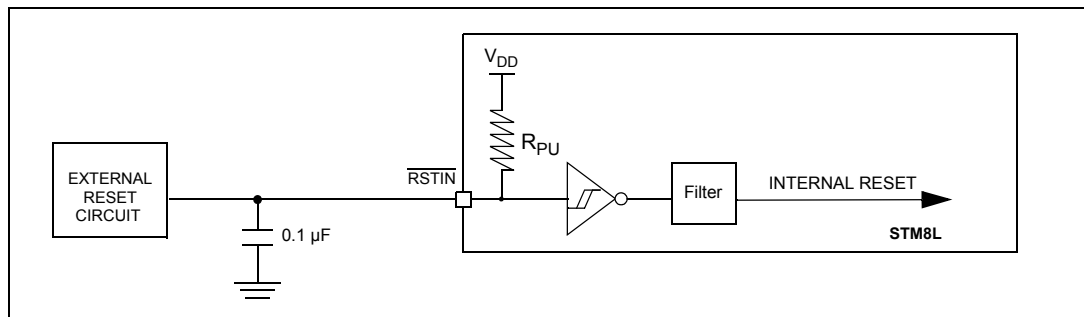 V_DD
R_PU
EXTERNAL
RESET
CIRCUIT
RSTIN
0.1 µF
Filter
INTERNAL RESET
STM8L